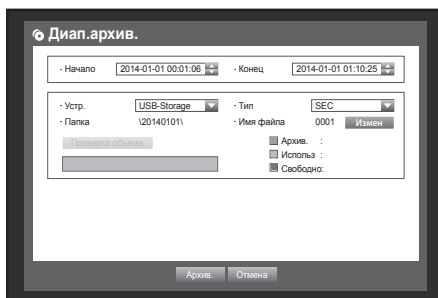 Диап.архив.
· Начало 2014-01-01 00:01:06 · Конец 2014-01-01 01:10:25
· Устр. USB-Storage · Тип SEC
· Папка \20140101\ · Имя файла 0001 Измен
Проверка объема Архив. :
Использ :
Свободно:
Архив. Отмена